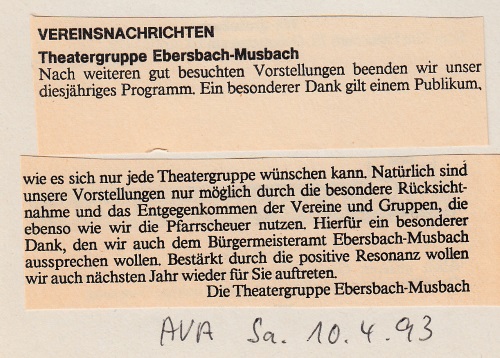 VEREINSNACHRICHTEN
Theatergruppe Ebersbach-Musbach
Nach weiteren gut besuchten Vorstellungen beenden wir unser
diesjähriges Programm. Ein besonderer Dank gilt einem Publikum,
wie es sich nur jede Theatergruppe wünschen kann. Natürlich sind
unsere Vorstellungen nur möglich durch die besondere Rücksicht-
nahme und das Entgegenkommen der Vereine und Gruppen, die
ebenso wie wir die Pfarrscheuer nutzen. Hierfür ein besonderer
Dank, den wir auch dem Bürgermeisteramt Ebersbach-Musbach
aussprechen wollen. Bestärkt durch die positive Resonanz wollen
wir auch nächsten Jahr wieder für Sie auftreten.
Die Theatergruppe Ebersbach-Musbach
AVA Sa. 10.4.93